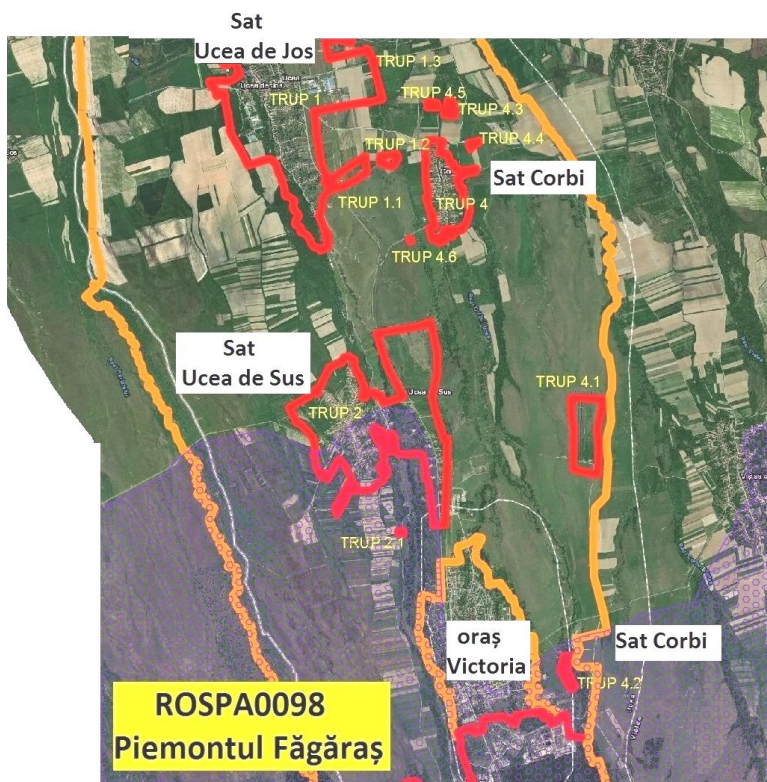 Sat
Ucea de Jos
TRUP 1.3
Ucea
TRUP 1
TRUP 4.5
TRUP 4.3
TRUP 4.4
TRUP 1.2
Sat Corbi
TRUP 1.1
TRUP 4
TRUP 4.6
Sat
Ucea de Sus
TRUP 4.1
TRUP 2
TRUP 2.1
oraș
Victoria
Sat Corbi
TRUP 4.2
ROSPA0098
Piemontul Făgăraș